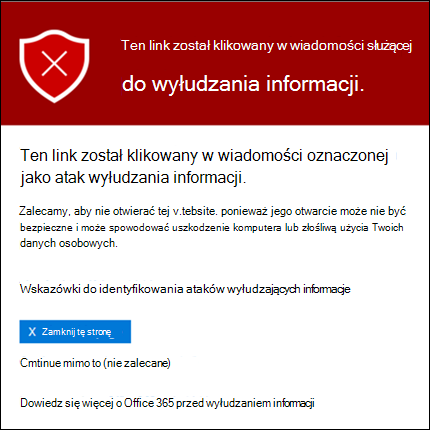 Ten link został klikowany w wiadomości służącej
do wyłudzania informacji.
Ten link został klikowany w wiadomości oznaczonej
jako atak wyłudzania informacji.
Zalecamy, aby nie otwierać tej v.tebsite. ponieważ jego otwarcie może nie być
bezpieczne i może spowodować uszkodzenie komputera lub złośliwą użycia Twoich
danych osobowych.
Wskazówki do identyfikowania ataków wyłudzających informacje
X Zamknij tę stronę
Cmtinue mimo to (nie zalecane)
Dowiedz się więcej o Office 365 przed wyłudzaniem informacji